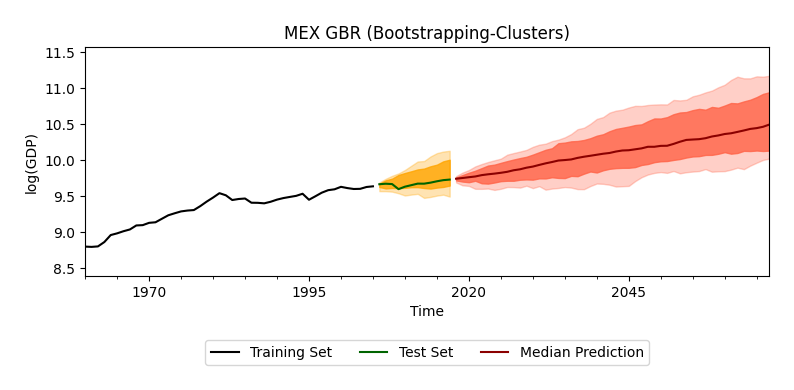 MEX GBR (Bootstrapping-Clusters)
11.5
11.0
10.5
10.0
9.5
9.0
8.5
log(GDP)
1970 1995 2020 2045
Time
Training Set Test Set Median Prediction